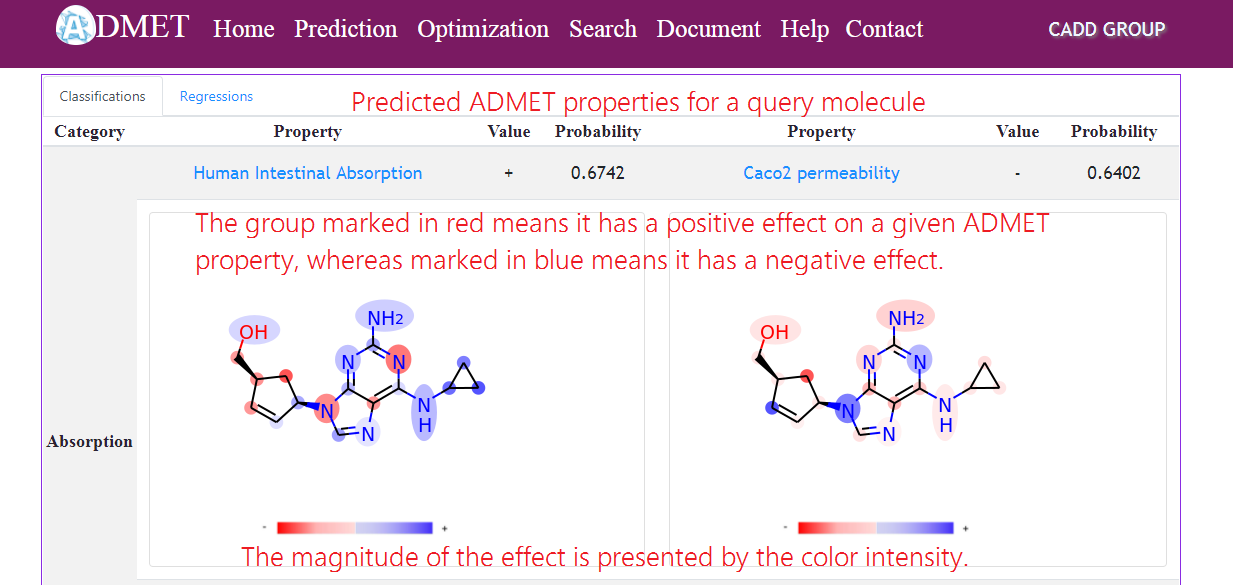 ADMET Home Prediction Optimization Search Document Help Contact CADD GROUP
Classifications Regressions
Predicted ADMET properties for a query molecule
Category Property Value Probability Property Value Probability
Human Intestinal Absorption + 0.6742 Caco2 permeability - 0.6402
The group marked in red means it has a positive effect on a given ADMET
property, whereas marked in blue means it has a negative effect.
NH2 NH2
OH OH
N N N N
N N
H H
N N
N N
Absorption
- + - +
The magnitude of the effect is presented by the color intensity.